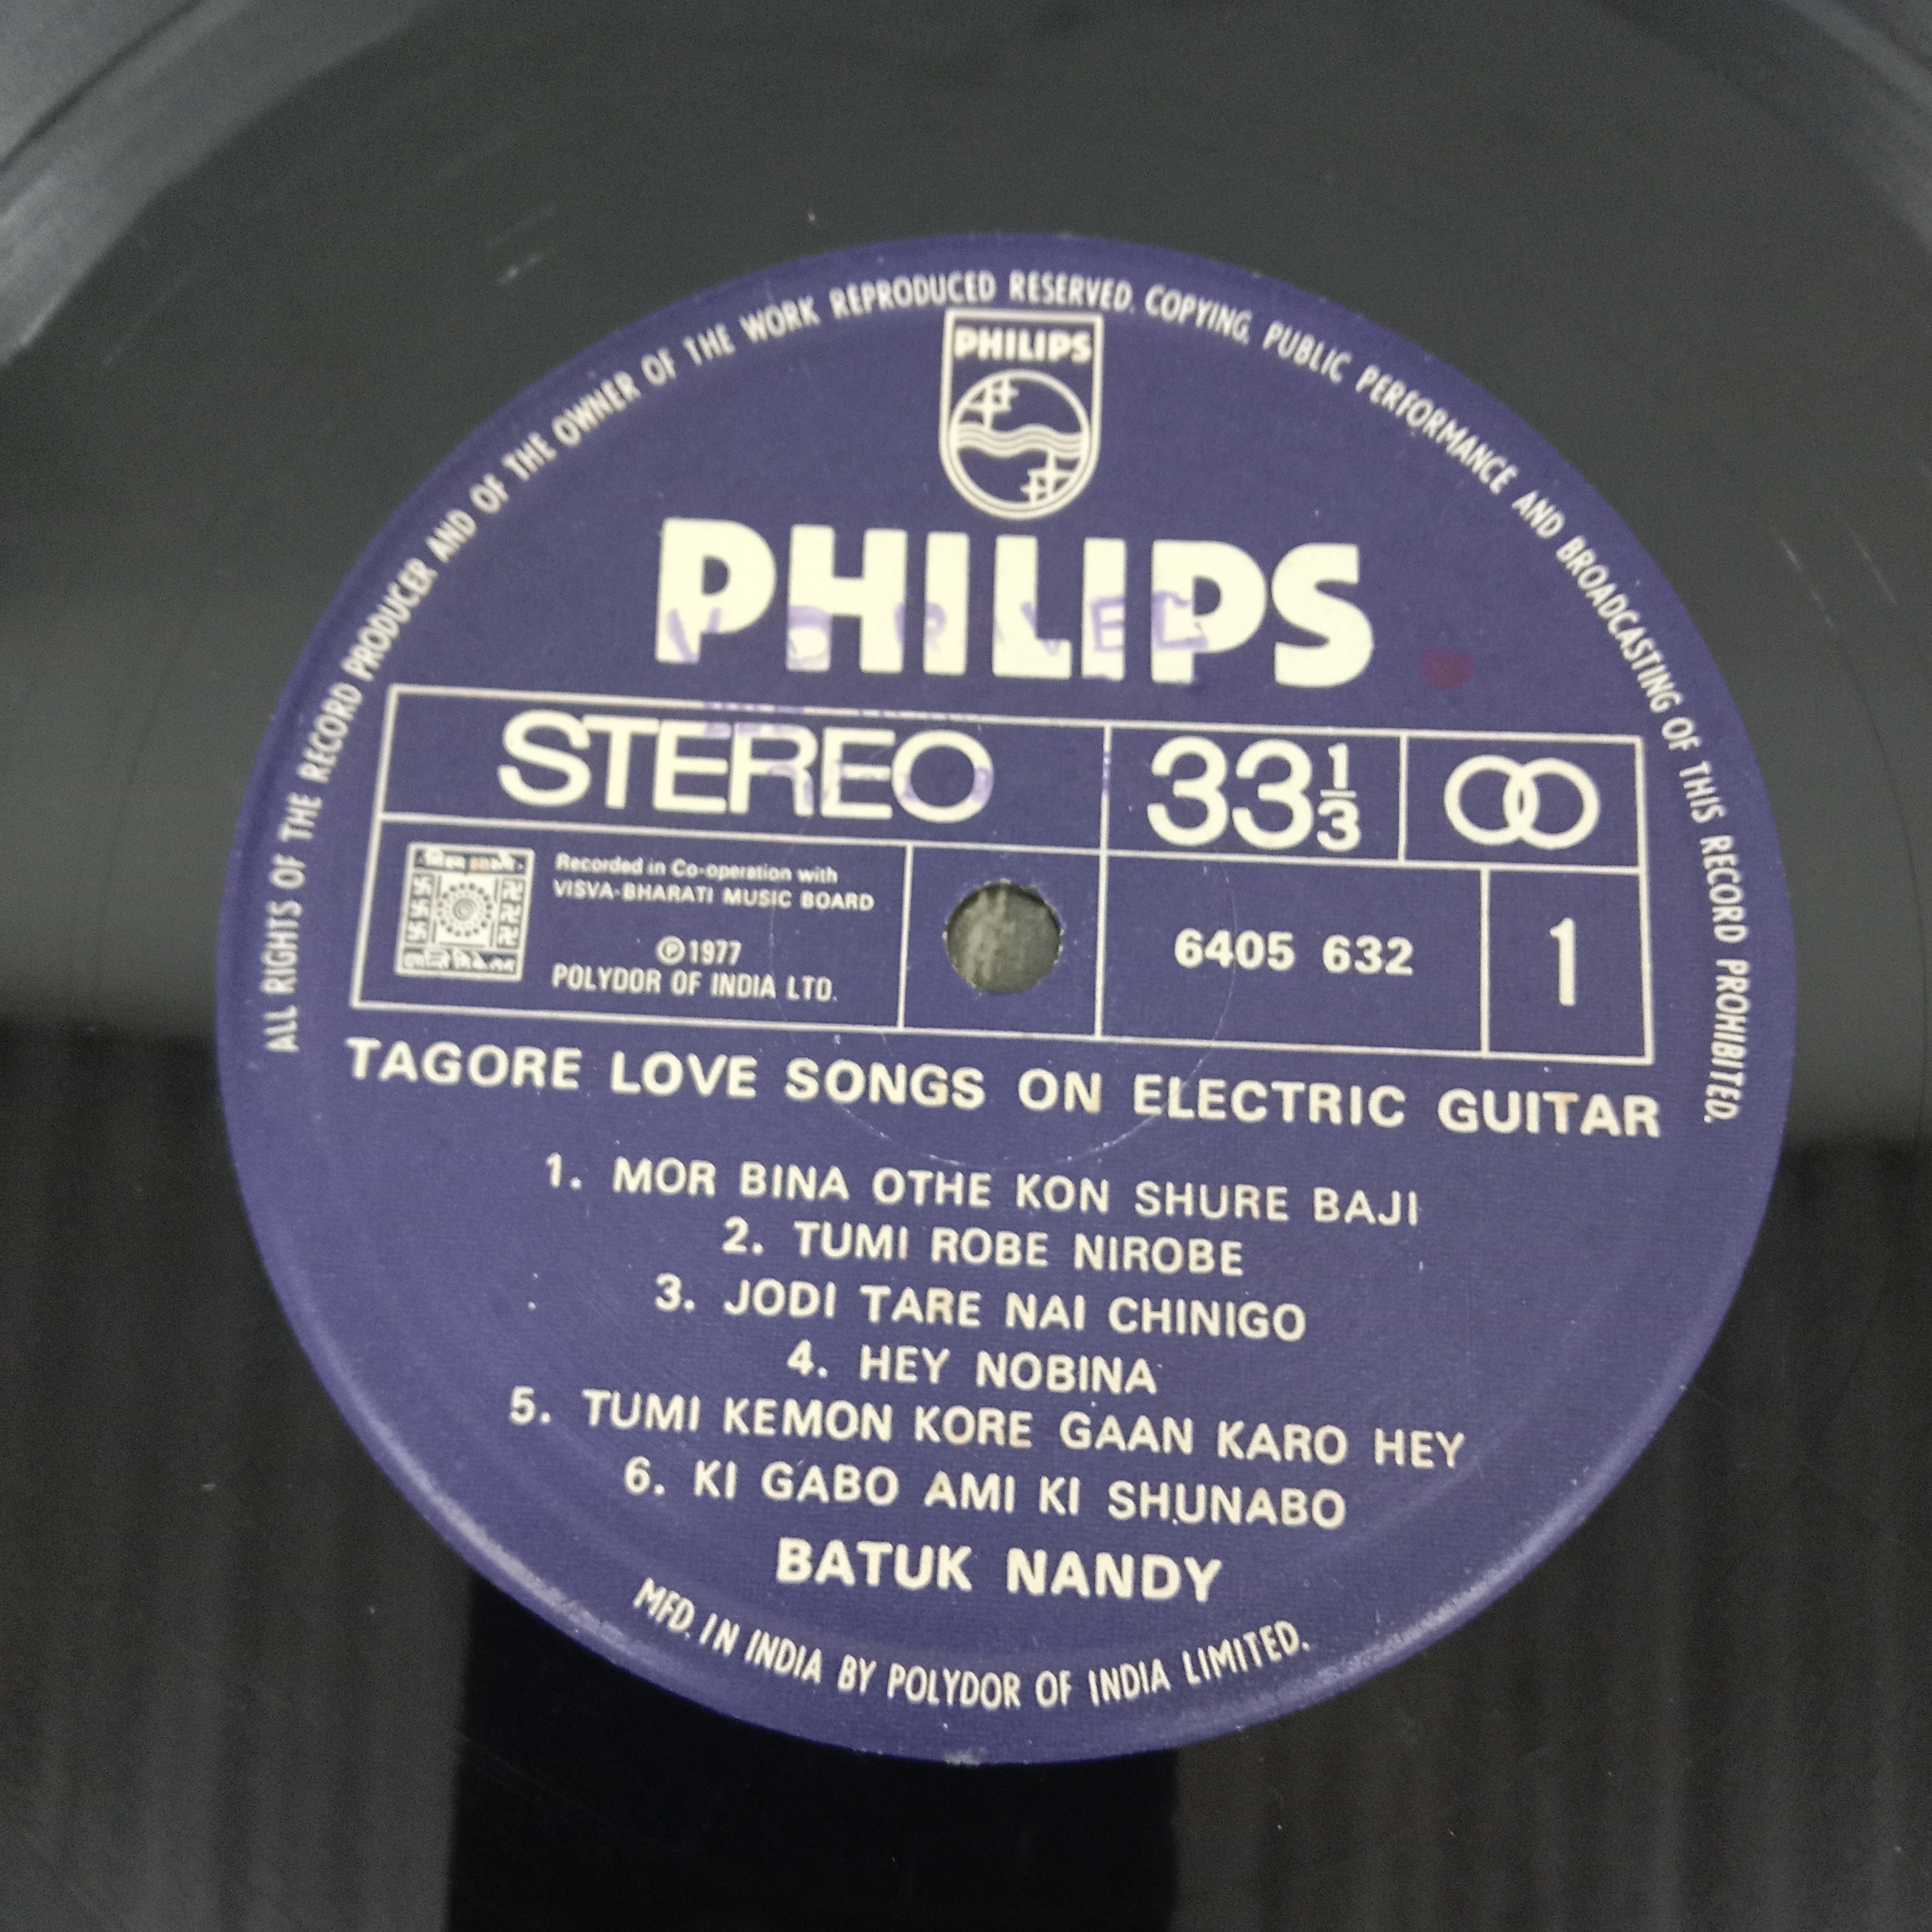 ALL RIGHTS OF THE RECORD PRODUCER AND OF THE OWNER OF THE WORK REPRODUCED RESERVED. COPYING, PUBLIC PERFORMANCE AND BROADCASTING OF THIS RECORD PROHIBITED.
PHILIPS
PHILIPS
STEREO 33 1/3
Recorded in Co-operation with
VISVA-BHARATI MUSIC BOARD
℗ 1977
POLYDOR OF INDIA LTD.
6405 632 1
TAGORE LOVE SONGS ON ELECTRIC GUITAR
1. MOR BINA OTHE KON SHURE BAJI
2. TUMI ROBE NIROBE
3. JODI TARE NAI CHINIGO
4. HEY NOBINA
5. TUMI KEMON KORE GAAN KARO HEY
6. KI GABO AMI KI SHUNABO
BATUK NANDY
MFD. IN INDIA BY POLYDOR OF INDIA LIMITED.